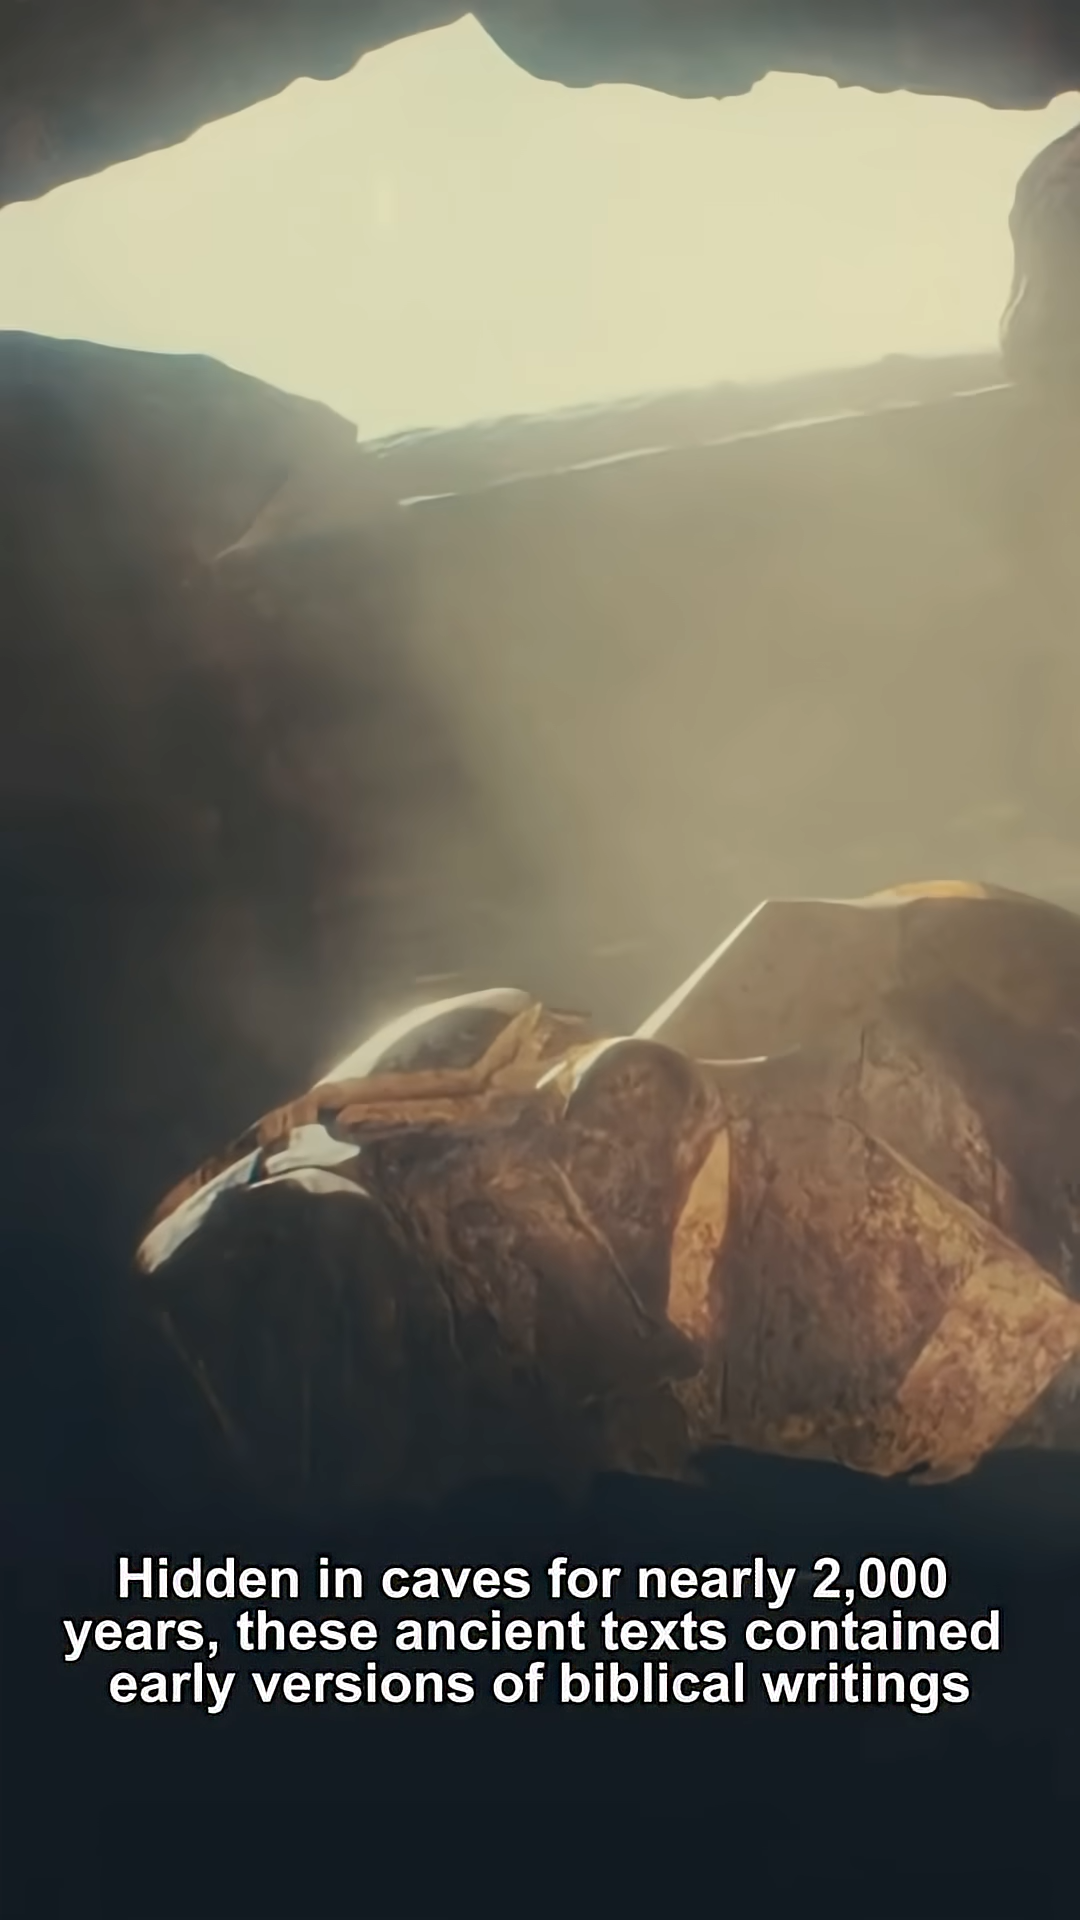 Hidden in caves for nearly 2,000
years, these ancient texts contained
early versions of biblical writings